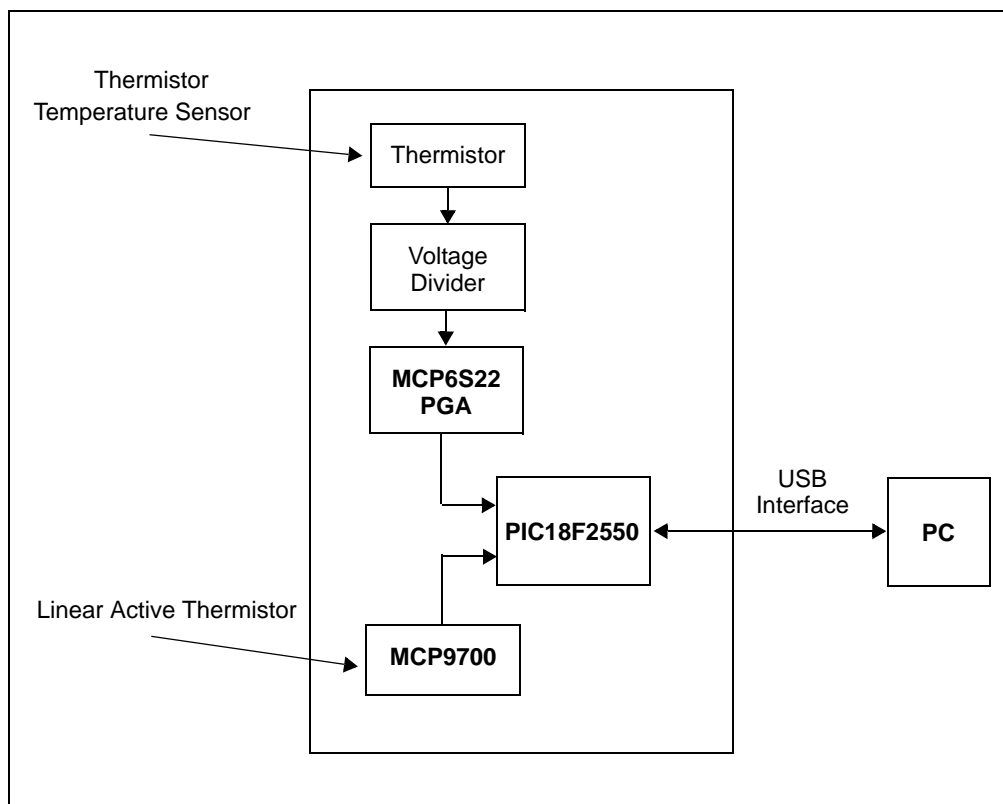 Thermistor
Temperature Sensor
Thermistor
Voltage
Divider
MCP6S22
PGA
PIC18F2550
USB
Interface
PC
Linear Active Thermistor
MCP9700